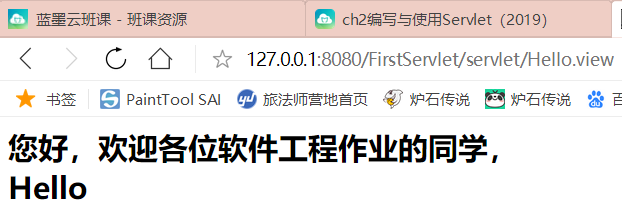 蓝墨云班课 - 班课资源
ch2编写与使用Servlet（2019）
127.0.0.1:8080/FirstServlet/servlet/Hello.view
书签
PaintTool SAI
旅法师营地首页
炉石传说
炉石传说
您好，欢迎各位软件工程作业的同学，
Hello